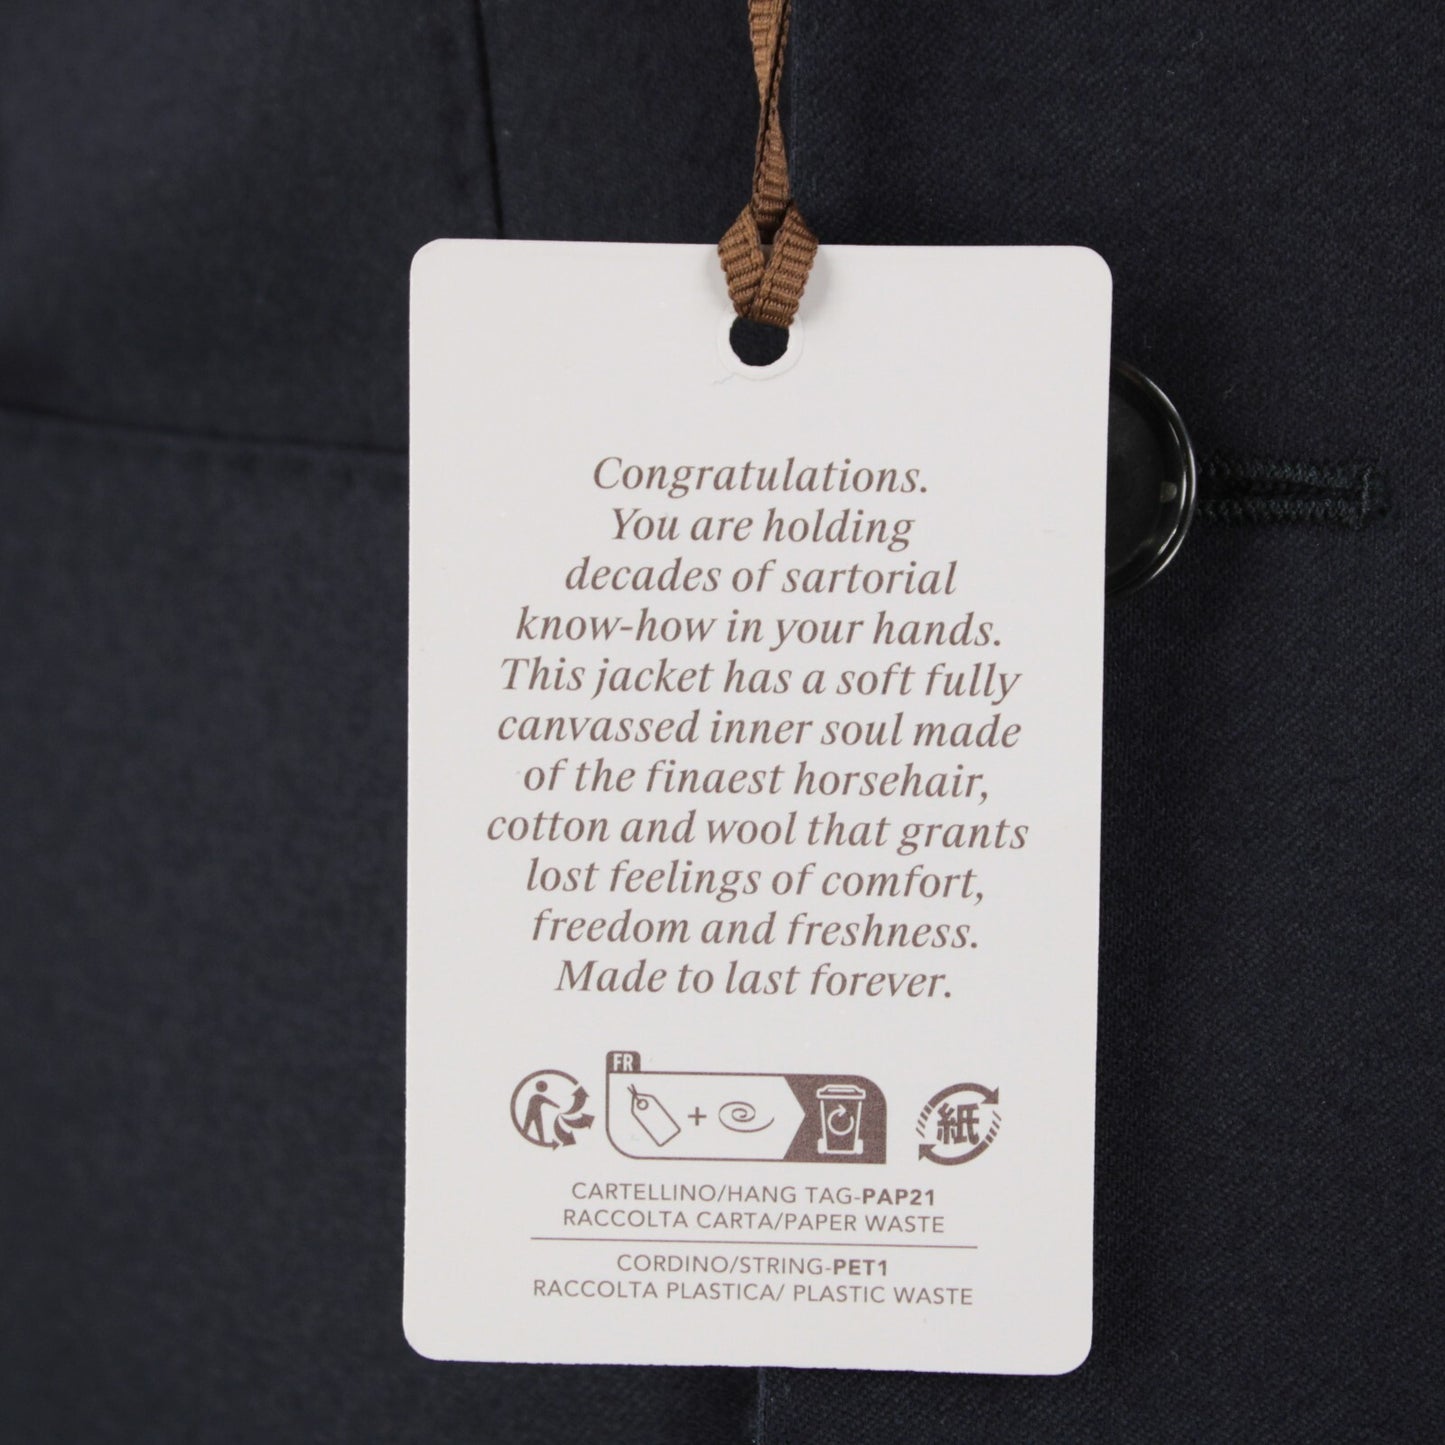 Congratulations.
You are holding
decades of sartorial
know-how in your hands.
This jacket has a soft fully
canvassed inner soul made
of the finaest horsehair,
cotton and wool that grants
lost feelings of comfort,
freedom and freshness.
Made to last forever.
FR
紙
CARTELLINO/HANG TAG-PAP21
RACCOLTA CARTA/PAPER WASTE
CORDINO/STRING-PET1
RACCOLTA PLASTICA/ PLASTIC WASTE